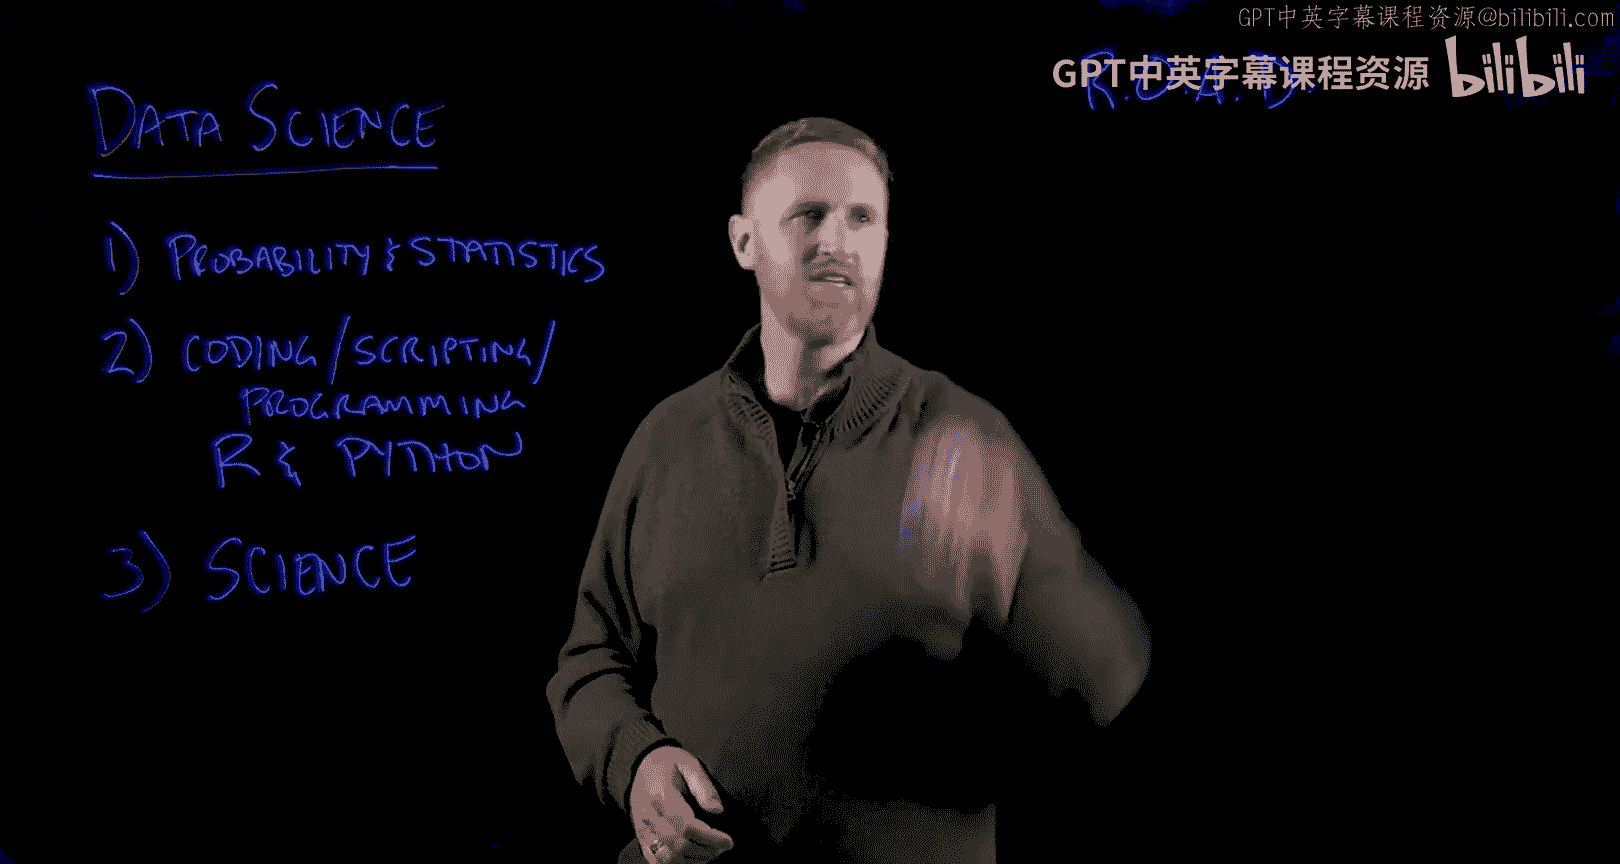 GPT中英字幕课程资源@bilibili.com
GPT中英字幕课程资源 bilibili
R.O.A.D.
DATA SCIENCE
1) PROBABILITY & STATISTICS
2) CODING/SCRIPTING/
PROGRAMMING
R & PYTHON
3) SCIENCE